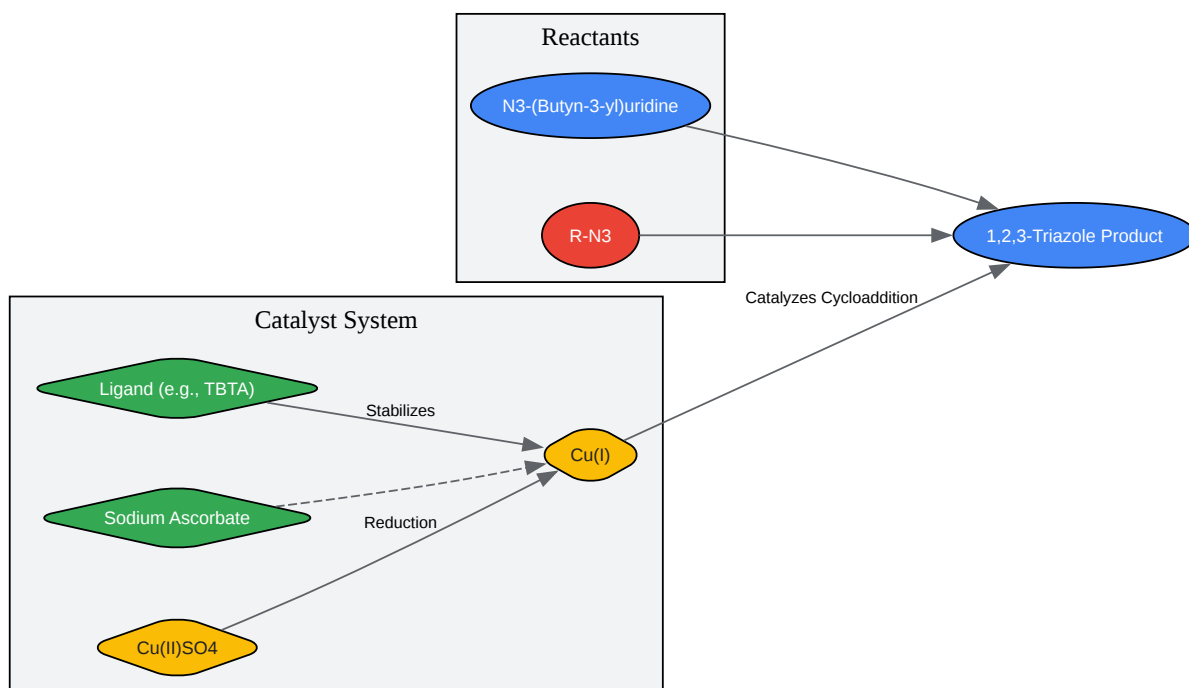 Reactants
N3-(Butyn-3-yl)uridine
R-N3
1,2,3-Triazole Product
Catalyzes Cycloaddition
Catalyst System
Ligand (e.g., TBTA)
Stabilizes
Cu(I)
Sodium Ascorbate
Reduction
Cu(II)SO4